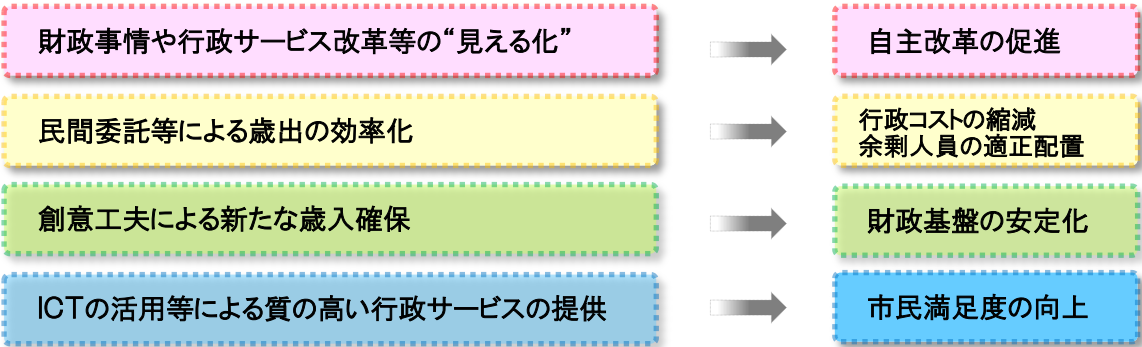 財政事情や行政サービス改革等の“見える化”
自主改革の促進
民間委託等による歳出の効率化
行政コストの縮減
余剰人員の適正配置
創意工夫による新たな歳入確保
財政基盤の安定化
ICTの活用等による質の高い行政サービスの提供
市民満足度の向上